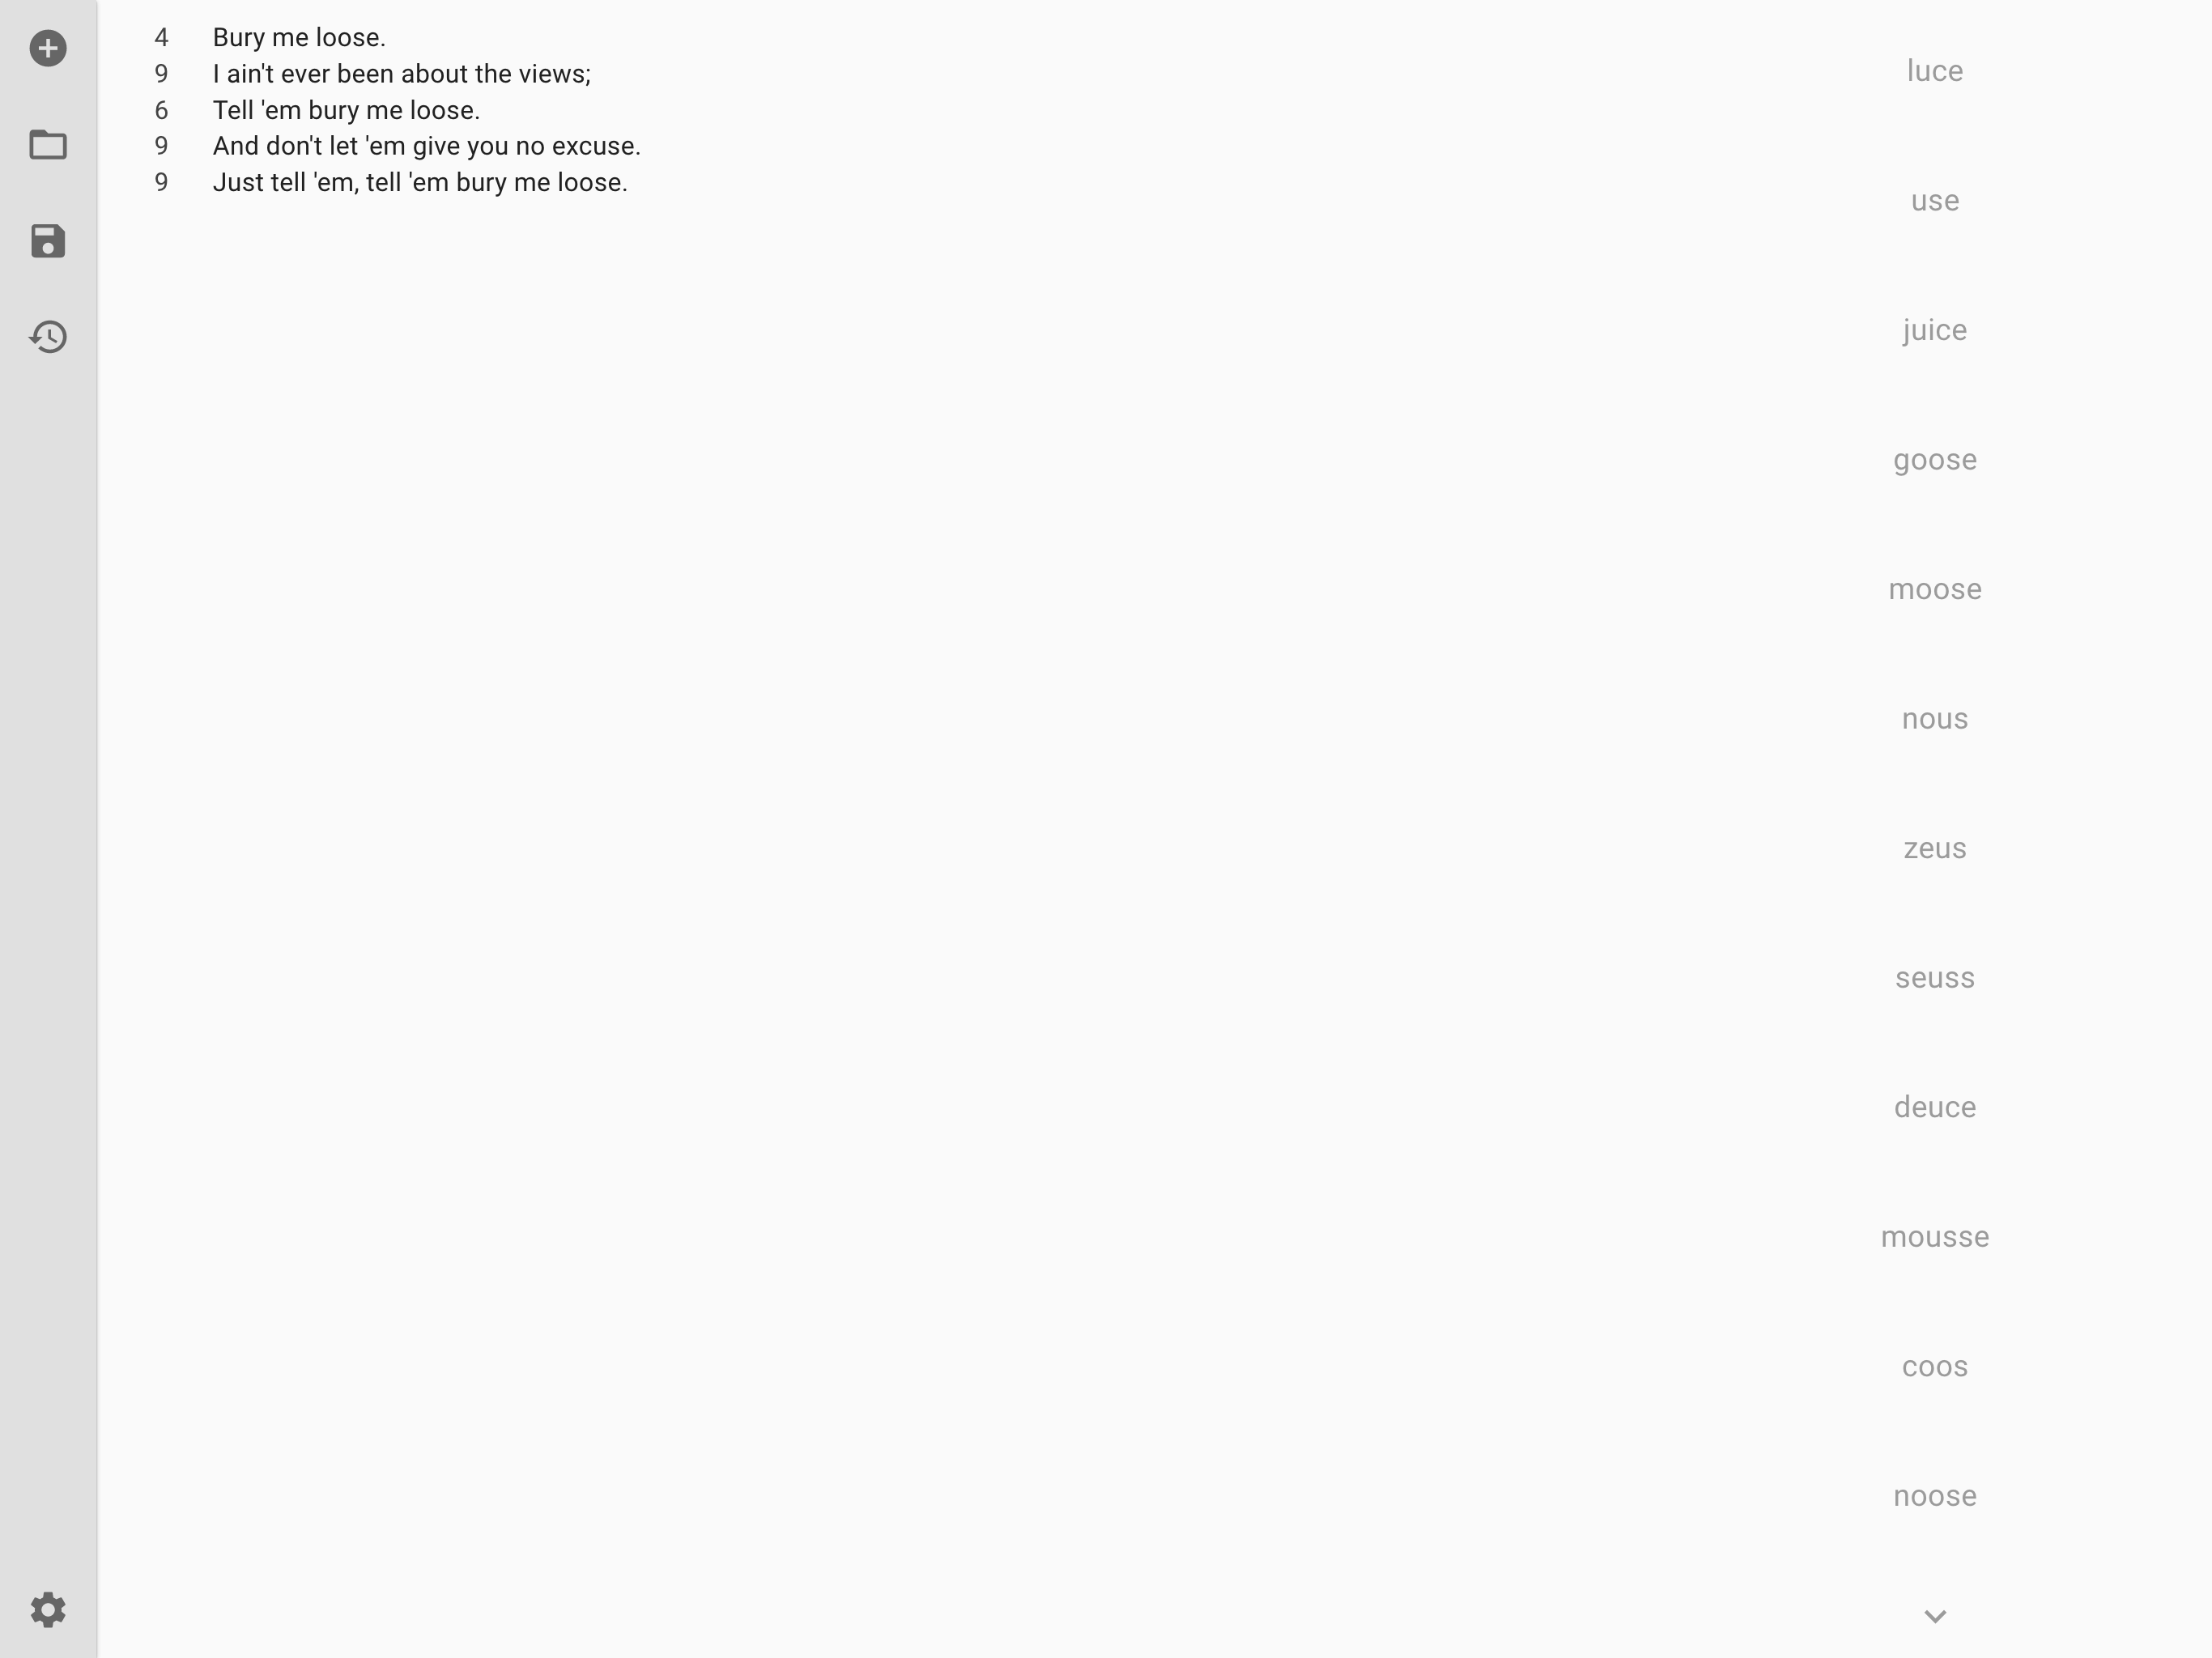 4 Bury me loose.
9 I ain't ever been about the views;
6 Tell 'em bury me loose.
9 And don't let 'em give you no excuse.
9 Just tell 'em, tell 'em bury me loose.
luce
use
juice
goose
moose
nous
zeus
seuss
deuce
mousse
coos
noose